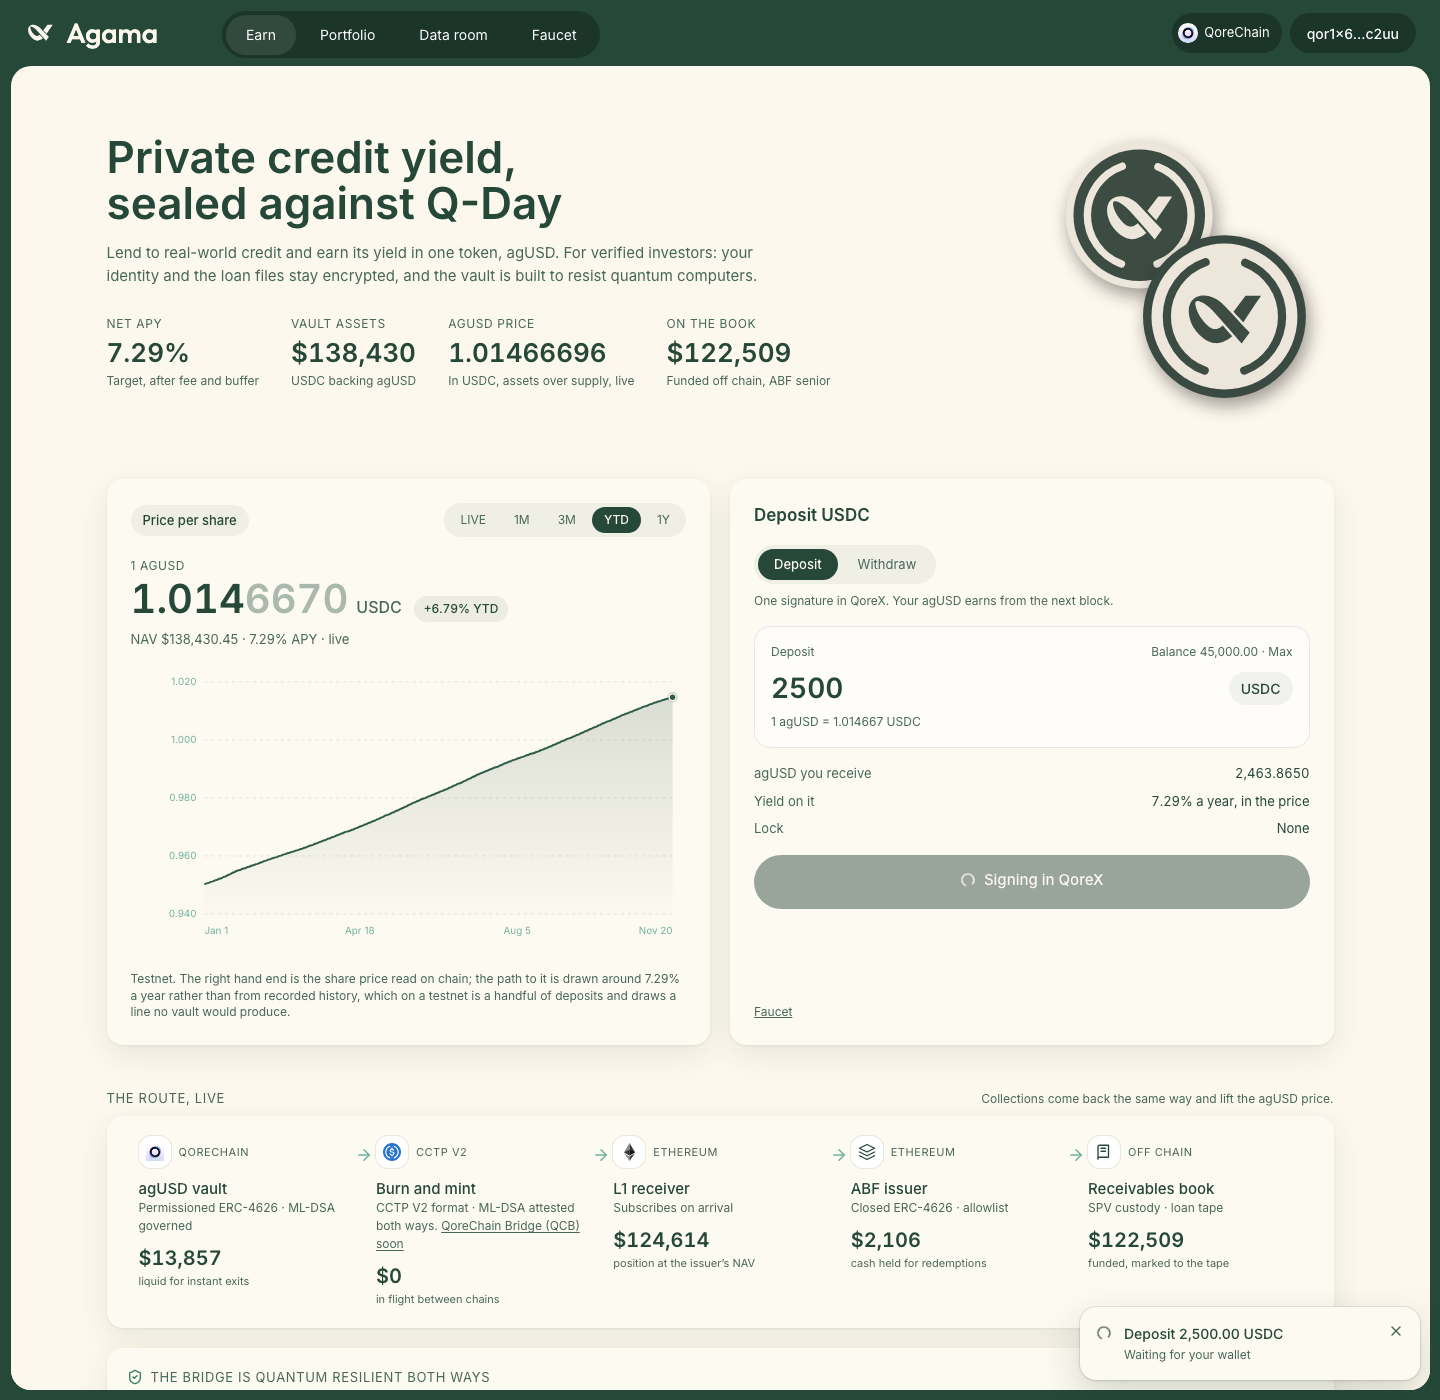 Agama
Earn
Portfolio
Data room
Faucet
QoreChain
qor1x6...c2uu
Private credit yield,
sealed against Q-Day
Lend to real-world credit and earn its yield in one token, agUSD. For verified investors: your
identity and the loan files stay encrypted, and the vault is built to resist quantum computers.
NET APY
7.29%
Target, after fee and buffer
VAULT ASSETS
$138,430
USDC backing agUSD
AGUSD PRICE
1.01466696
In USDC, assets over supply, live
ON THE BOOK
$122,509
Funded off chain, ABF senior
Price per share
LIVE
1M
3M
YTD
1Y
1 AGUSD
1.01466670 USDC
+6.79% YTD
NAV $138,430.45 · 7.29% APY · live
1.020
1.000
0.980
0.960
0.940
Jan 1
Apr 18
Aug 5
Nov 20
Testnet. The right hand end is the share price read on chain; the path to it is drawn around 7.29%
a year rather than from recorded history, which on a testnet is a handful of deposits and draws a
line no vault would produce.
Deposit USDC
Deposit
Withdraw
One signature in QoreX. Your agUSD earns from the next block.
Deposit
Balance 45,000.00 · Max
2500
USDC
1 agUSD = 1.014667 USDC
agUSD you receive
2,463.8650
Yield on it
7.29% a year, in the price
Lock
None
Signing in QoreX
Faucet
THE ROUTE, LIVE
Collections come back the same way and lift the agUSD price.
QORECHAIN
agUSD vault
Permissioned ERC-4626 · ML-DSA
governed
$13,857
liquid for instant exits
CCTP V2
Burn and mint
CCTP V2 format · ML-DSA attested
both ways. QoreChain Bridge (QCB)
soon
$0
in flight between chains
ETHEREUM
L1 receiver
Subscribes on arrival
$124,614
position at the issuer's NAV
ETHEREUM
ABF issuer
Closed ERC-4626 · allowlist
$2,106
cash held for redemptions
OFF CHAIN
Receivables book
SPV custody · loan tape
$122,509
funded, marked to the tape
Deposit 2,500.00 USDC
Waiting for your wallet
THE BRIDGE IS QUANTUM RESILIENT BOTH WAYS